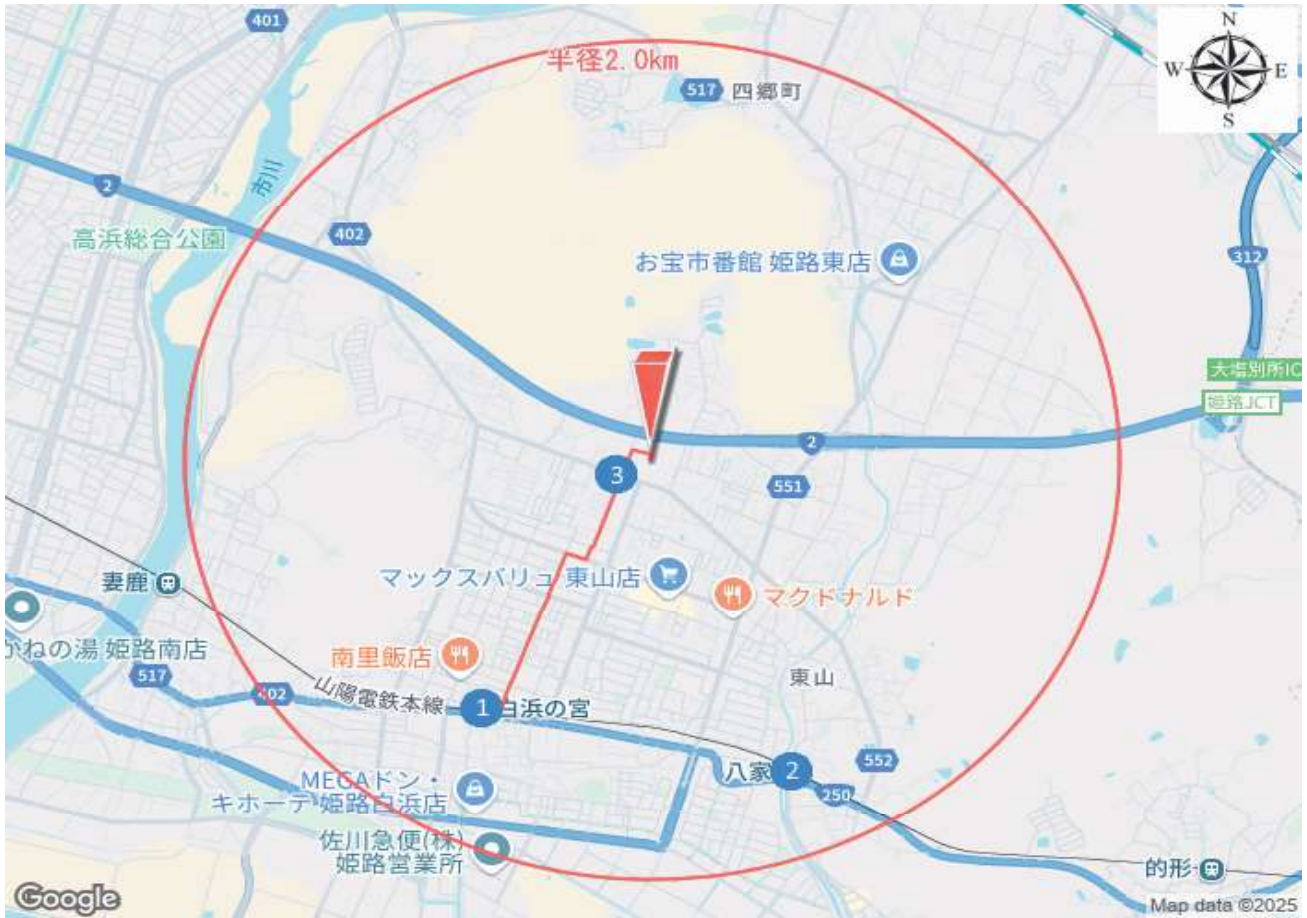 401
N
W
E
S
半径2.0km
517
四郷町
市川
2
402
高浜総合公園
お宝市番館 姫路東店
312
大塩別所IC
姫路JCT
2
3
551
妻鹿
マックスバリュ 東山店
マクドナルド
かねの湯 姫路南店
南里飯店
517
402
山陽電鉄本線
1
白浜の宮
東山
八家
2
552
250
MEGAドン・
キホーテ 姫路白浜店
佐川急便(株)
姫路営業所
的形
Google
Map data ©2025